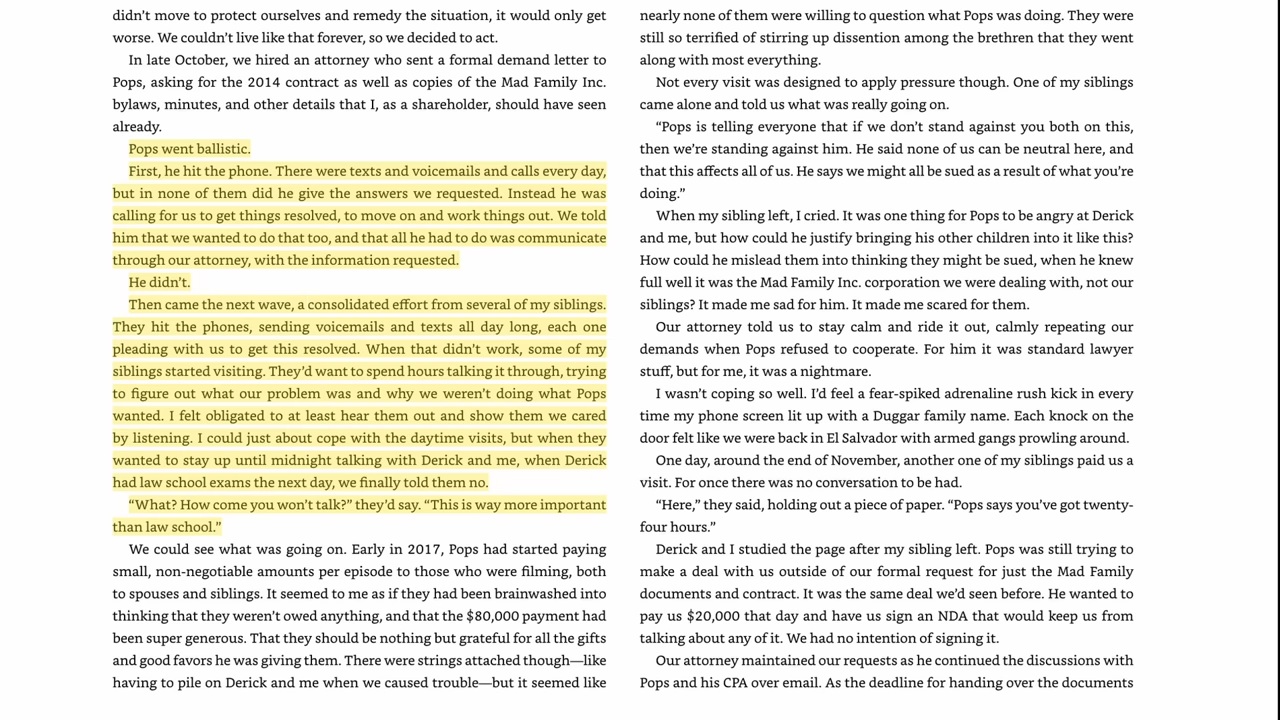 didn’t move to protect ourselves and remedy the situation, it would only get
worse. We couldn’t live like that forever, so we decided to act.
In late October, we hired an attorney who sent a formal demand letter to
Pops, asking for the 2014 contract as well as copies of the Mad Family Inc.
bylaws, minutes, and other details that I, as a shareholder, should have seen
already.
Pops went ballistic.
First, he hit the phone. There were texts and voicemails and calls every day,
but in none of them did he give the answers we requested. Instead he was
calling for us to get things resolved, to move on and work things out. We told
him that we wanted to do that too, and that all he had to do was communicate
through our attorney, with the information requested.
He didn’t.
Then came the next wave, a consolidated effort from several of my siblings.
They hit the phones, sending voicemails and texts all day long, each one
pleading with us to get this resolved. When that didn’t work, some of my
siblings started visiting. They’d want to spend hours talking it through, trying
to figure out what our problem was and why we weren’t doing what Pops
wanted. I felt obligated to at least hear them out and show them we cared
by listening. I could just about cope with the daytime visits, but when they
wanted to stay up until midnight talking with Derick and me, when Derick
had law school exams the next day, we finally told them no.
“What? How come you won’t talk?” they’d say. “This is way more important
than law school.”
We could see what was going on. Early in 2017, Pops had started paying
small, non-negotiable amounts per episode to those who were filming, both
to spouses and siblings. It seemed to me as if they had been brainwashed into
thinking that they weren’t owed anything, and that the $80,000 payment had
been super generous. That they should be nothing but grateful for all the gifts
and good favors he was giving them. There were strings attached though—like
having to pile on Derick and me when we caused trouble—but it seemed like
nearly none of them were willing to question what Pops was doing. They were
still so terrified of stirring up dissention among the brethren that they went
along with most everything.
Not every visit was designed to apply pressure though. One of my siblings
came alone and told us what was really going on.
“Pops is telling everyone that if we don’t stand against you both on this,
then we’re standing against him. He said none of us can be neutral here, and
that this affects all of us. He says we might all be sued as a result of what you’re
doing.”
When my sibling left, I cried. It was one thing for Pops to be angry at Derick
and me, but how could he justify bringing his other children into it like this?
How could he mislead them into thinking they might be sued, when he knew
full well it was the Mad Family Inc. corporation we were dealing with, not our
siblings? It made me sad for him. It made me scared for them.
Our attorney told us to stay calm and ride it out, calmly repeating our
demands when Pops refused to cooperate. For him it was standard lawyer
stuff, but for me, it was a nightmare.
I wasn’t coping so well. I’d feel a fear-spiked adrenaline rush kick in every
time my phone screen lit up with a Duggar family name. Each knock on the
door felt like we were back in El Salvador with armed gangs prowling around.
One day, around the end of November, another one of my siblings paid us a
visit. For once there was no conversation to be had.
“Here,” they said, holding out a piece of paper. “Pops says you’ve got twenty-
four hours.”
Derick and I studied the page after my sibling left. Pops was still trying to
make a deal with us outside of our formal request for just the Mad Family
documents and contract. It was the same deal we’d seen before. He wanted to
pay us $20,000 that day and have us sign an NDA that would keep us from
talking about any of it. We had no intention of signing it.
Our attorney maintained our requests as he continued the discussions with
Pops and his CPA over email. As the deadline for handing over the documents